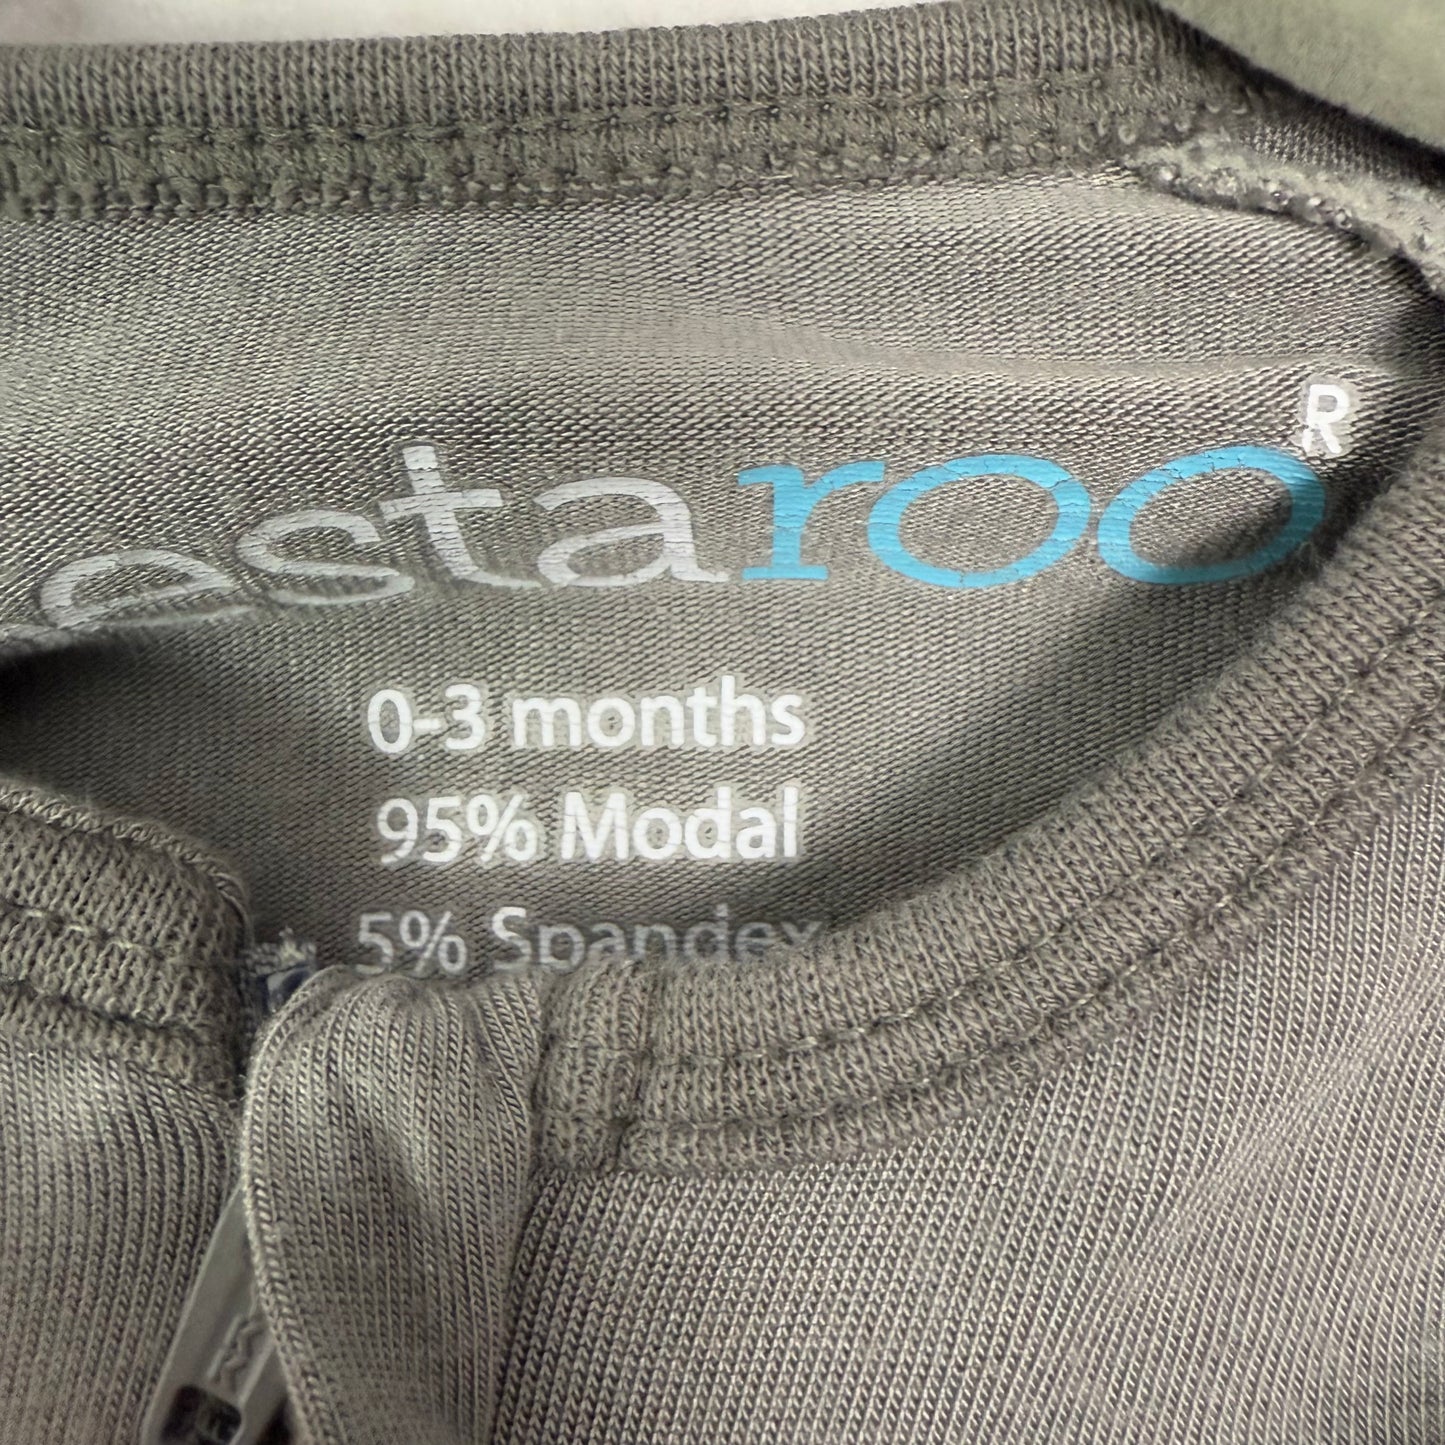 estaroo R
0-3 months
95% Modal
5% Spandex